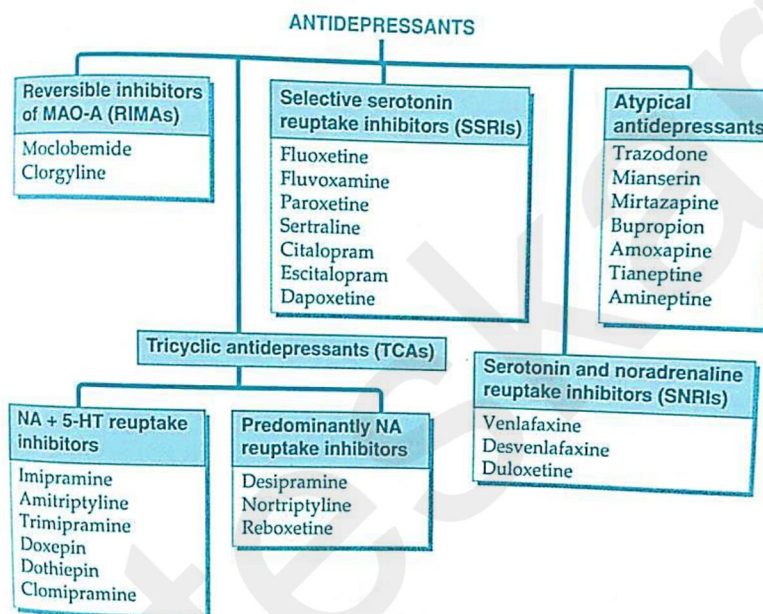 ANTIDEPRESSANTS
Reversible inhibitors
of MAO-A (RIMAs)
Moclobemide
Clorgyline
Selective serotonin
reuptake inhibitors (SSRIs)
Fluoxetine
Fluvoxamine
Paroxetine
Sertraline
Citalopram
Escitalopram
Dapoxetine
Atypical
antidepressants
Trazodone
Mianserin
Mirtazapine
Bupropion
Amoxapine
Tianeptine
Amineptine
Tricyclic antidepressants (TCAs)
NA + 5-HT reuptake
inhibitors
Imipramine
Amitriptyline
Trimipramine
Doxepin
Dothiepin
Clomipramine
Predominantly NA
reuptake inhibitors
Desipramine
Nortriptyline
Reboxetine
Serotonin and noradrenaline
reuptake inhibitors (SNRIs)
Venlafaxine
Desvenlafaxine
Duloxetine